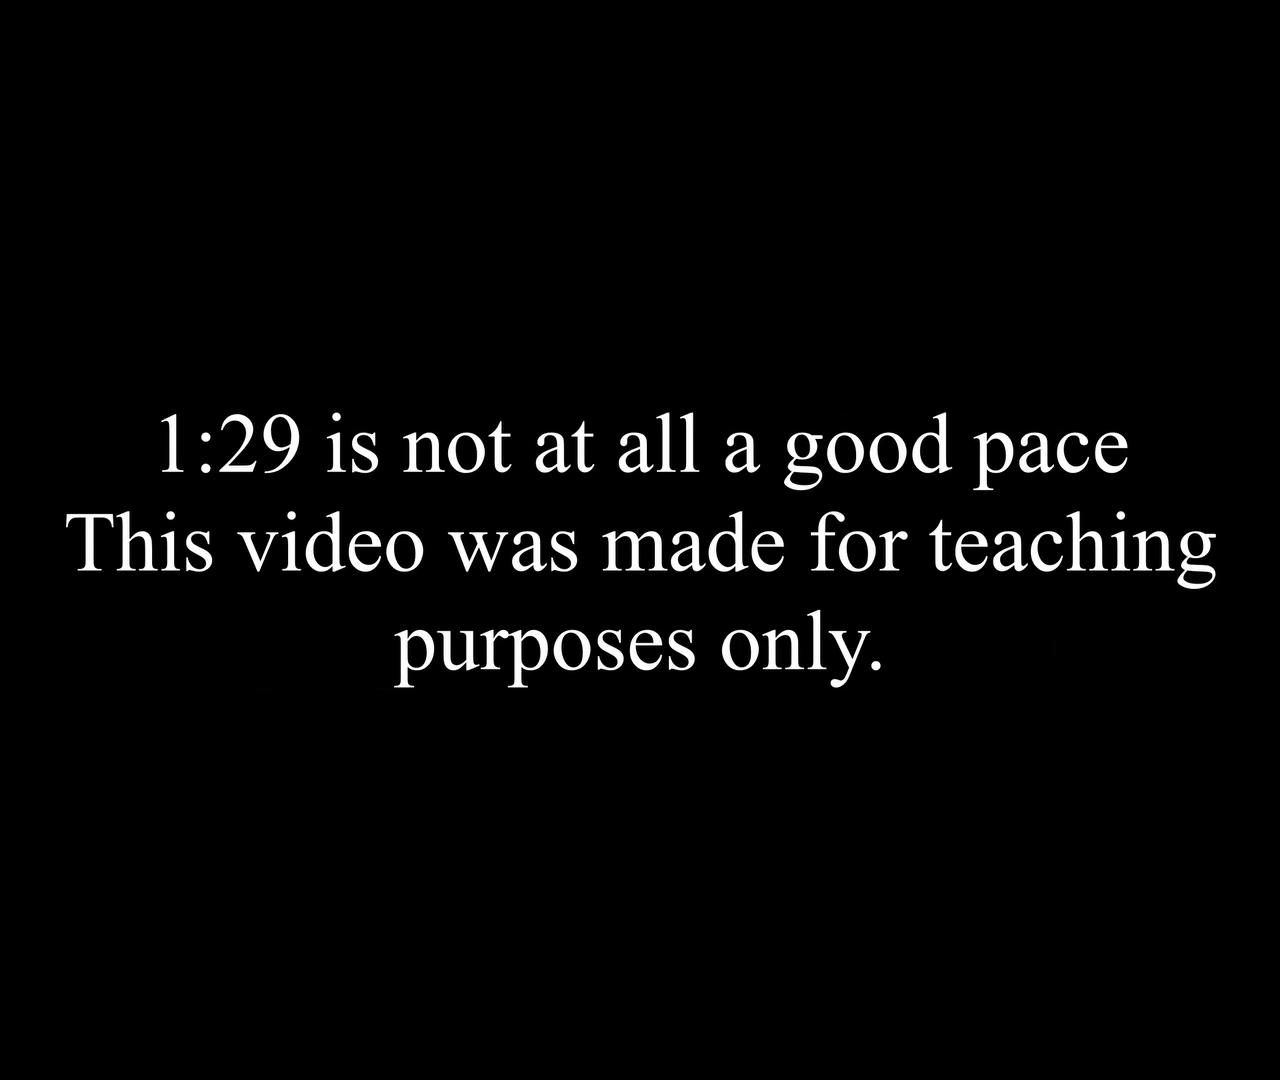 1:29 is not at all a good pace
This video was made for teaching
purposes only.